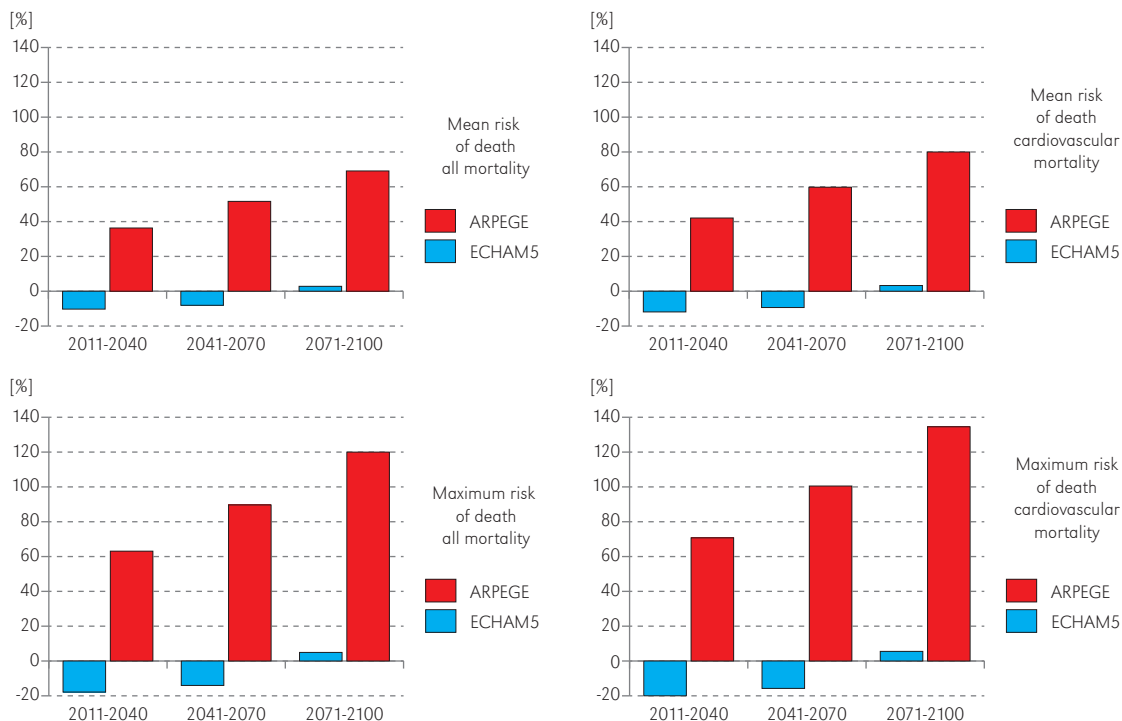 [%]
140
120
100
80
60
40
20
0
-20
2011-2040 2041-2070 2071-2100
Mean risk
of death
all mortality
ARPEGE
ECHAM5
[%]
140
120
100
80
60
40
20
0
-20
2011-2040 2041-2070 2071-2100
Mean risk
of death
cardiovascular
mortality
ARPEGE
ECHAM5
[%]
140
120
100
80
60
40
20
0
-20
2011-2040 2041-2070 2071-2100
Maximum risk
of death
all mortality
ARPEGE
ECHAM5
[%]
140
120
100
80
60
40
20
0
-20
2011-2040 2041-2070 2071-2100
Maximum risk
of death
cardiovascular
mortality
ARPEGE
ECHAM5